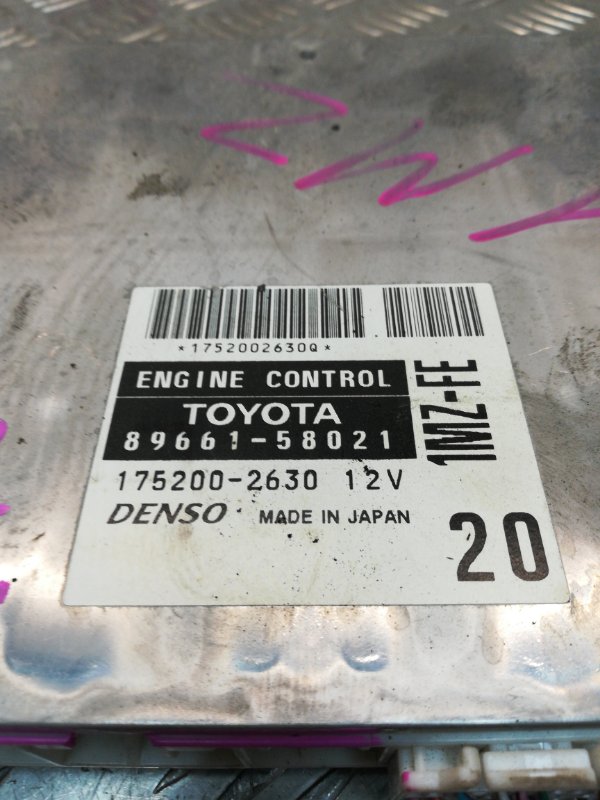 *1752002630Q*
ENGINE CONTROL
TOYOTA
89661-58021
1MZ-FE
175200-2630 12V
DENSO MADE IN JAPAN
20